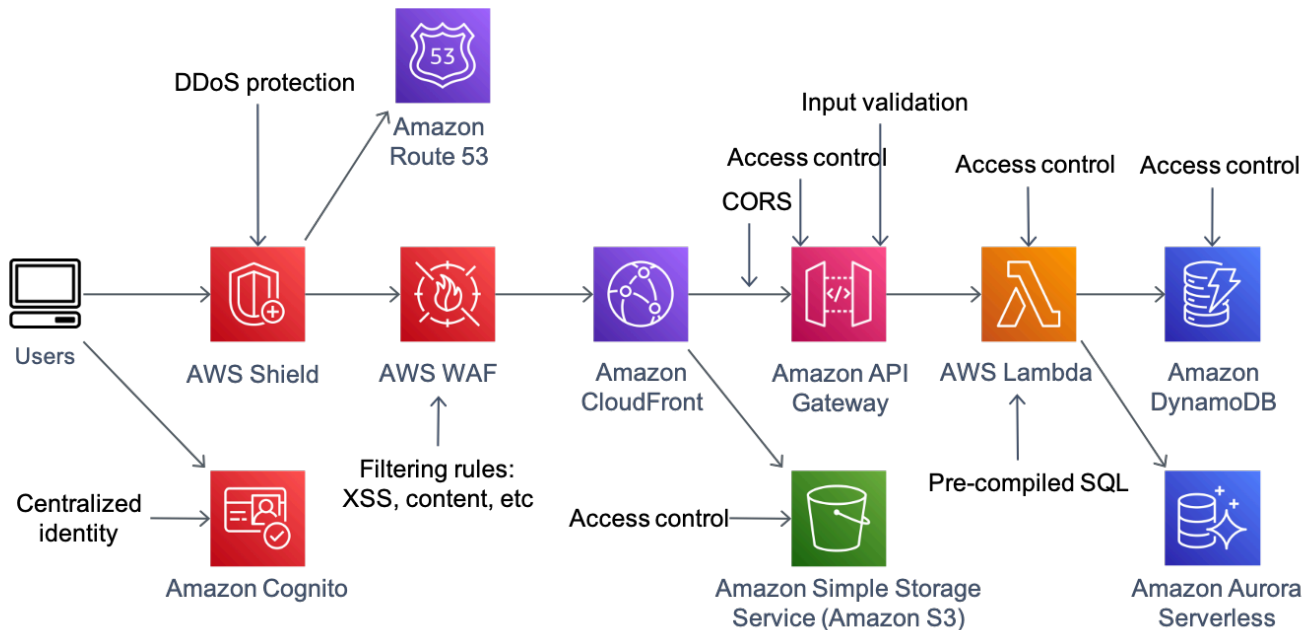 53
DDoS protection
Amazon
Route 53
Input validation
Access control
CORS
Access control
Access control
Users
AWS Shield
AWS WAF
Amazon
CloudFront
Amazon API
Gateway
</>
AWS Lambda
Amazon
DynamoDB
Filtering rules:
XSS, content, etc
Pre-compiled SQL
Centralized
identity
Access control
Amazon Cognito
Amazon Simple Storage
Service (Amazon S3)
Amazon Aurora
Serverless